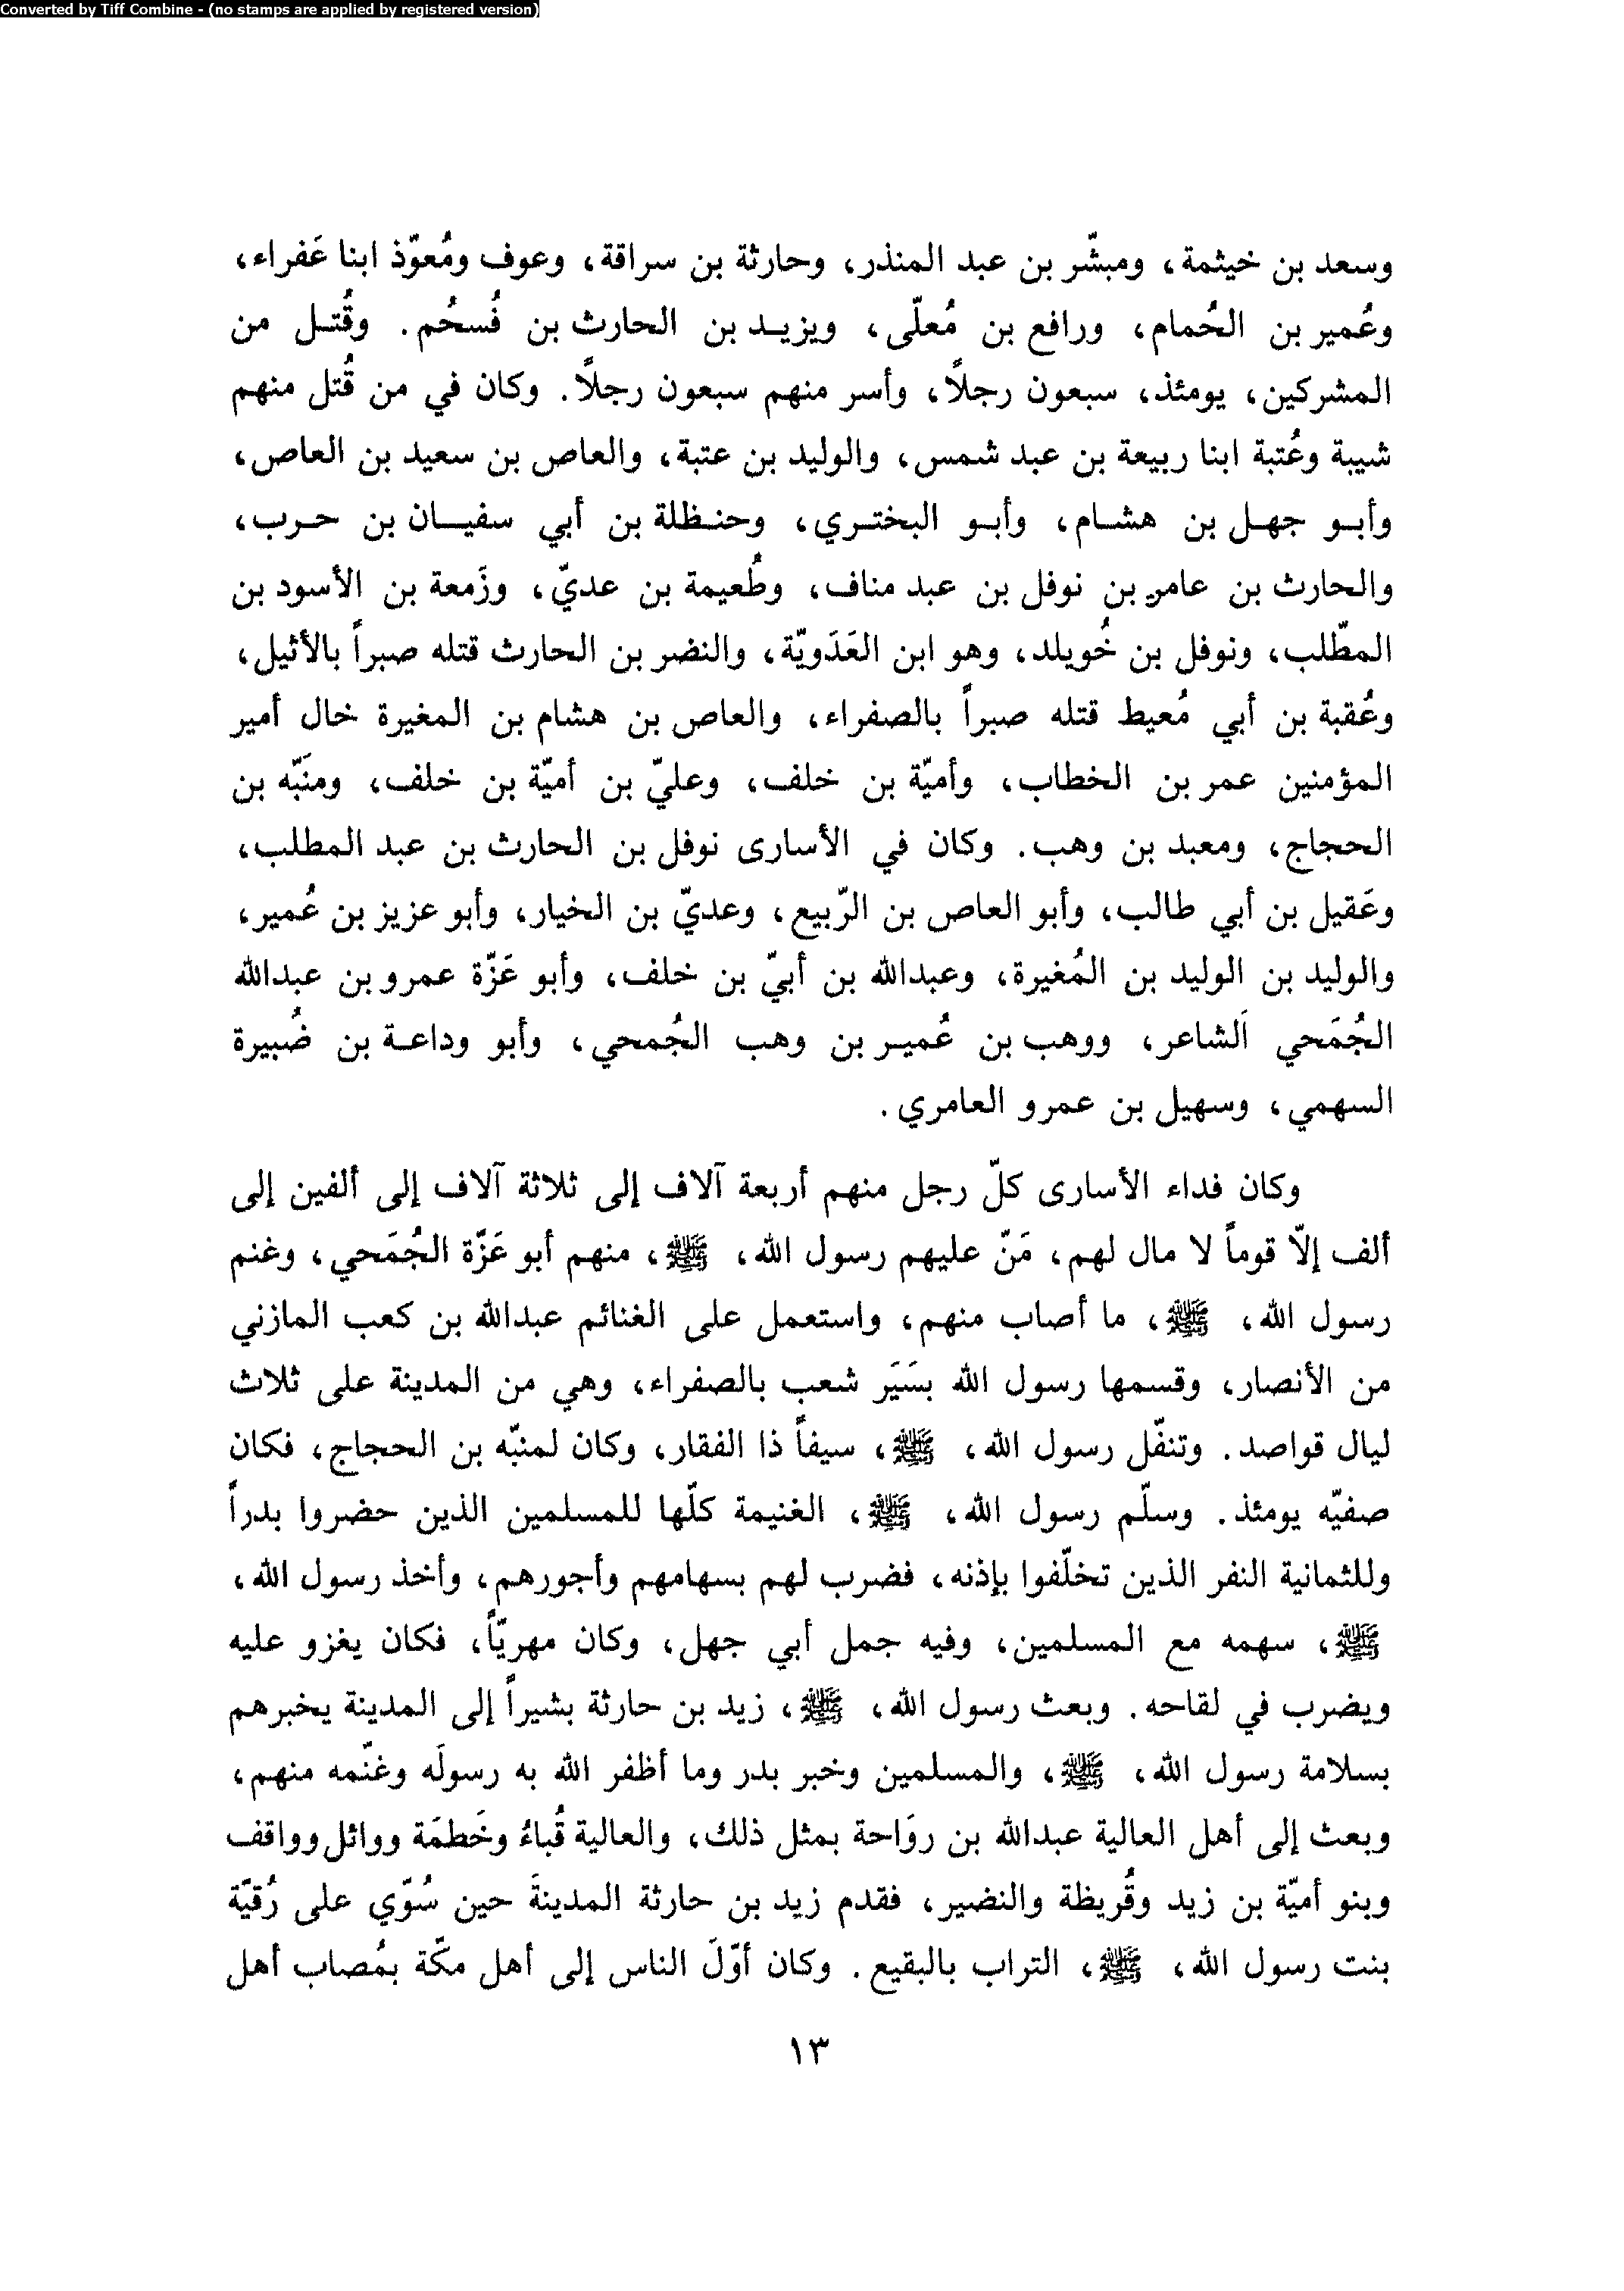 Converted by Tiff Combine - (no stamps are applied by registered version)
وسعد بن خيثمة، ومبشّر بن عبد المنذر، وحارثة بن سراقة، وعوف ومُعوّذ ابنا عَفراء،
وعُمير بن الحُمام، ورافع بن مُعلّى، ويزيـد بن الحارث بن فُسحُم. وقُتـل من
المشركين، يومئذ، سبعون رجلاً، وأسر منهم سبعون رجلاً. وكان في من قُتل منهم
شيبة وعُتبة ابنا ربيعة بن عبد شمس، والوليد بن عتبة، والعاص بن سعيد بن العاص،
وأبـو جهـل بن هشـام، وأبـو البختـري، وحنـظلة بن أبي سفيـان بن حـرب،
والحارث بن عامر بن نوفل بن عبد مناف، وطُعيمة بن عديّ، وزَمعة بن الأسود بن
المطّلب، ونوفل بن خُويلد، وهو ابن العَدَويّة، والنضر بن الحارث قتله صبراً بالأثيل،
وعُقبة بن أبي مُعيط قتله صبراً بالصفراء، والعاص بن هشام بن المغيرة خال أمير
المؤمنين عمر بن الخطاب، وأميّة بن خلف، وعليّ بن أميّة بن خلف، ومنَبّه بن
الحجاج، ومعبد بن وهب. وكان في الأسارى نوفل بن الحارث بن عبد المطلب،
وعَقيل بن أبي طالب، وأبو العاص بن الرّبيع، وعديّ بن الخيار، وأبو عزيز بن عُمير،
والوليد بن الوليد بن المُغيرة، وعبدالله بن أبيّ بن خلف، وأبو عَزّة عمرو بن عبدالله
الجُمَحي اَلشاعر، ووهب بن عُميـر بن وهب الجُمحي، وأبو وداعـة بن ضُبيرة
السهمي، وسهيل بن عمرو العامري.
وكان فداء الأسارى كلّ رجل منهم أربعة آلاف إلى ثلاثة آلاف إلى ألفين إلى
ألف إلّا قوماً لا مال لهم، مَنّ عليهم رسول الله، ﷺ، منهم أبو عَزّة الجُمَحي، وغنم
رسول الله، ﷺ، ما أصاب منهم، واستعمل على الغنائم عبدالله بن كعب المازني
من الأنصار، وقسمها رسول الله بسَيَر شعب بالصفراء، وهي من المدينة على ثلاث
ليال قواصد. وتنفّل رسول الله، ﷺ، سيفاً ذا الفقار، وكان لمنبّه بن الحجاج، فكان
صفيّه يومئذ. وسلّم رسول الله، ﷺ، الغنيمة كلّها للمسلمين الذين حضروا بدراً
وللثمانية النفر الذين تخلّفوا بإذنه، فضرب لهم بسهامهم وأجورهم، وأخذ رسول الله،
ﷺ، سهمه مع المسلمين، وفيه جمل أبي جهل، وكان مهريّاً، فكان يغزو عليه
ويضرب في لقاحه. وبعث رسول الله، ﷺ، زيد بن حارثة بشيراً إلى المدينة يخبرهم
بسلامة رسول الله، ﷺ، والمسلمين وخبر بدر وما أظفر الله به رسولَه وغنّمه منهم،
وبعث إلى أهل العالية عبدالله بن روَاحة بمثل ذلك، والعالية قُباءُ وخَطمَة ووائل وواقف
وبنو أميّة بن زيد وقُريظة والنضير، فقدم زيد بن حارثة المدينةَ حين سُوّي على رُقيّة
بنت رسول الله، ﷺ، التراب بالبقيع. وكان أوّلَ الناس إلى أهل مكّة بمُصاب أهل
١٣